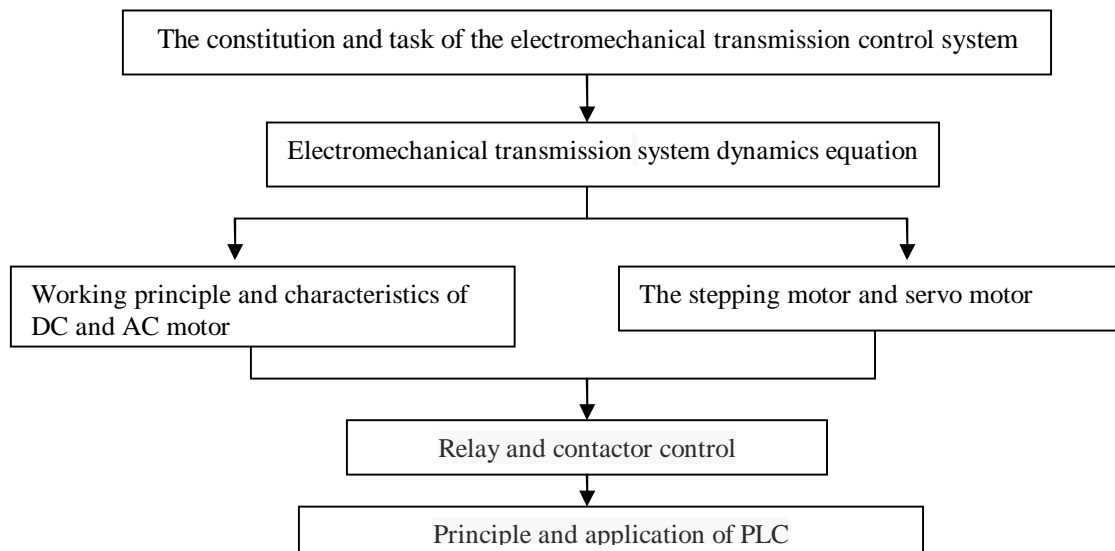 The constitution and task of the electromechanical transmission control system
Electromechanical transmission system dynamics equation
Working principle and characteristics of
DC and AC motor
The stepping motor and servo motor
Relay and contactor control
Principle and application of PLC